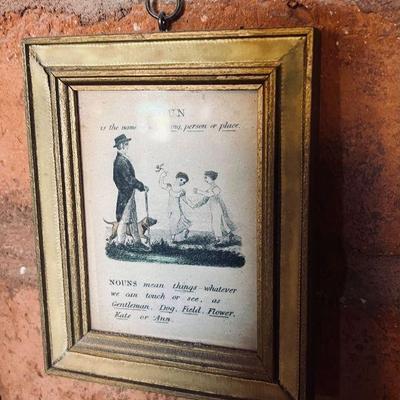 UN
is the name person or place.
NOUNS mean things—whatever
we can touch or see, as
Gentleman, Dog, Field, Flower,
Kate or Ann.